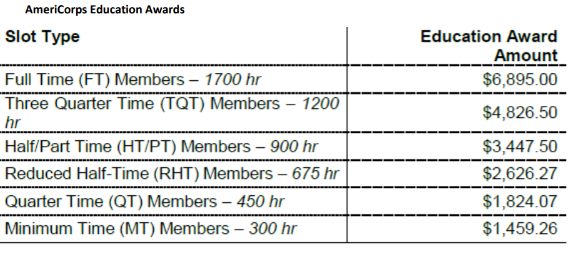 AmeriCorps Education Awards
Slot Type Education Award
Amount
Full Time (FT) Members – 1700 hr $6,895.00
Three Quarter Time (TQT) Members – 1200
hr $4,826.50
Half/Part Time (HT/PT) Members – 900 hr $3,447.50
Reduced Half-Time (RHT) Members – 675 hr $2,626.27
Quarter Time (QT) Members – 450 hr $1,824.07
Minimum Time (MT) Members – 300 hr $1,459.26